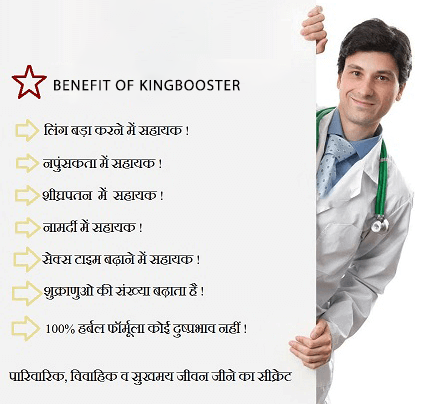 BENEFIT OF KINGBOOSTER
लिंग बड़ा करने में सहायक !
नपुंसकता में सहायक !
शीघ्रपतन में सहायक !
नामर्दी में सहायक !
सेक्स टाइम बढ़ाने में सहायक !
शुक्राणुओ की संख्या बढ़ाता है !
100% हर्बल फॉर्मूला कोई दुष्प्रभाव नहीं !
पारिवारिक, विवाहिक व सुखमय जीवन जीने का सीक्रेट